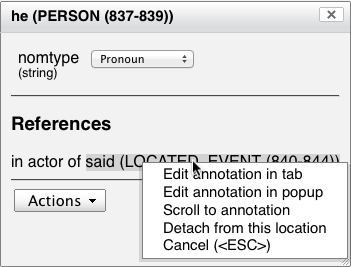 he (PERSON (837-839))
nomtype
(string)
Pronoun
References
in actor of said (LOCATED_EVENT (840-844))
Edit annotation in tab
Edit annotation in popup
Scroll to annotation
Detach from this location
Cancel (<ESC>)
Actions